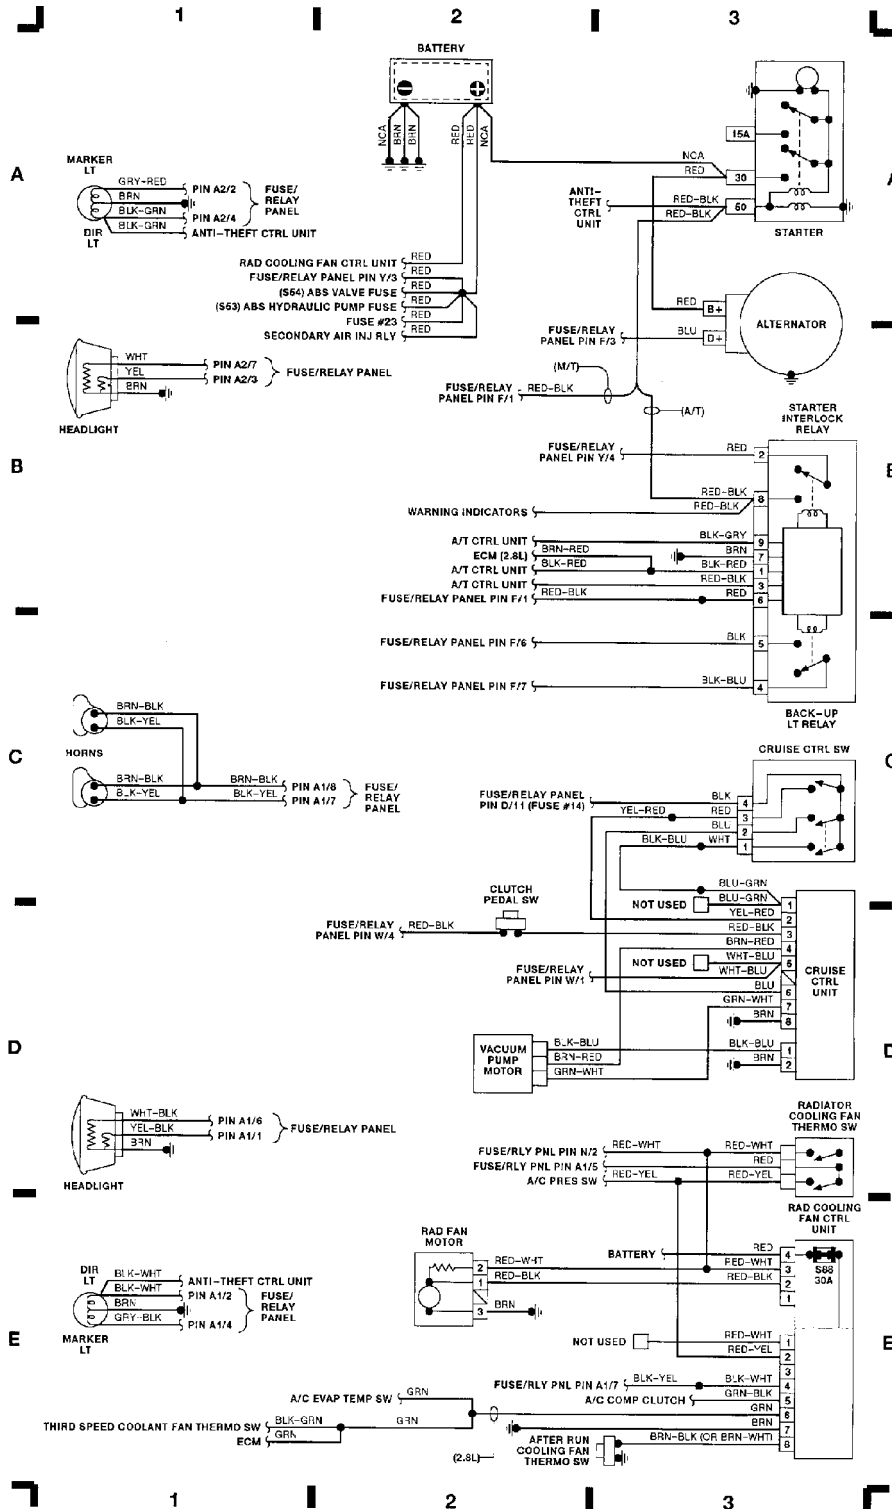 1
2
3
BATTERY
NCA
BRN
BRN
RED
RED
NCA
15A
NCA
RED
30
ANTI-
THEFT
CTRL
UNIT
RED-BLK
RED-BLK
50
STARTER
A
A
MARKER
LT
GRY-RED
PIN A2/2
BRN
BLK-GRN
PIN A2/4
BLK-GRN
ANTI-THEFT CTRL UNIT
FUSE/
RELAY
PANEL
DIR
LT
RAD COOLING FAN CTRL UNIT
RED
FUSE/RELAY PANEL PIN Y/3
RED
(S64) ABS VALVE FUSE
RED
(S53) ABS HYDRAULIC PUMP FUSE
RED
FUSE #23
RED
SECONDARY AIR INJ RLY
RED
RED
B+
ALTERNATOR
FUSE/RELAY
PANEL PIN F/3
BLU
D+
WHT
PIN A2/7
YEL
PIN A2/3
BRN
FUSE/RELAY PANEL
HEADLIGHT
(M/T)
FUSE/RELAY
PANEL PIN F/1
RED-BLK
(A/T)
STARTER
INTERLOCK
RELAY
B
B
FUSE/RELAY
PANEL PIN Y/4
RED
2
RED-BLK
8
WARNING INDICATORS
RED-BLK
A/T CTRL UNIT
BLK-GRY
9
ECM (2.8L)
BRN-RED
BRN
7
A/T CTRL UNIT
BLK-RED
BLK-RED
1
A/T CTRL UNIT
RED-BLK
3
FUSE/RELAY PANEL PIN F/1
RED-BLK
RED
6
FUSE/RELAY PANEL PIN F/6
BLK
5
FUSE/RELAY PANEL PIN F/7
BLK-BLU
4
BACK-UP
LT RELAY
BRN-BLK
BLK-YEL
HORNS
BRN-BLK
BRN-BLK
PIN A1/8
BLK-YEL
BLK-YEL
PIN A1/7
FUSE/
RELAY
PANEL
C
C
CRUISE CTRL SW
FUSE/RELAY PANEL
PIN D/11 (FUSE #14)
BLK
4
YEL-RED
RED
3
BLU
2
BLK-BLU
WHT
1
CLUTCH
PEDAL SW
BLU-GRN
NOT USED
BLU-GRN
1
YEL-RED
2
FUSE/RELAY
PANEL PIN W/4
RED-BLK
RED-BLK
3
BRN-RED
4
NOT USED
WHT-BLU
5
FUSE/RELAY
PANEL PIN W/1
WHT-BLU
BLU
6
GRN-WHT
7
BRN
8
CRUISE
CTRL
UNIT
D
D
VACUUM
PUMP
MOTOR
BLK-BLU
BRN-RED
GRN-WHT
BLK-BLU
1
BRN
2
WHT-BLK
PIN A1/6
YEL-BLK
PIN A1/1
BRN
FUSE/RELAY PANEL
HEADLIGHT
RADIATOR
COOLING FAN
THERMO SW
FUSE/RLY PNL PIN N/2
RED-WHT
RED-WHT
FUSE/RLY PNL PIN A1/5
RED
A/C PRES SW
RED-YEL
RED-YEL
RAD COOLING
FAN CTRL
UNIT
RAD FAN
MOTOR
BATTERY
RED
4
2
RED-WHT
RED-WHT
3
1
RED-BLK
RED-BLK
2
1
3
BRN
S88
30A
DIR
LT
BLK-WHT
ANTI-THEFT CTRL UNIT
BLK-WHT
PIN A1/2
BRN
GRY-BLK
PIN A1/4
FUSE/
RELAY
PANEL
MARKER
LT
E
E
NOT USED
RED-WHT
1
RED-YEL
2
3
FUSE/RLY PNL PIN A1/7
BLK-YEL
BLK-WHT
4
A/C COMP CLUTCH
GRN-BLK
5
A/C EVAP TEMP SW
GRN
GRN
6
THIRD SPEED COOLANT FAN THERMO SW
BLK-GRN
GRN
BRN
7
ECM
GRN
(2.8L)
AFTER RUN
COOLING FAN
THERMO SW
BRN-BLK (OR BRN-WHT)
8
1
2
3